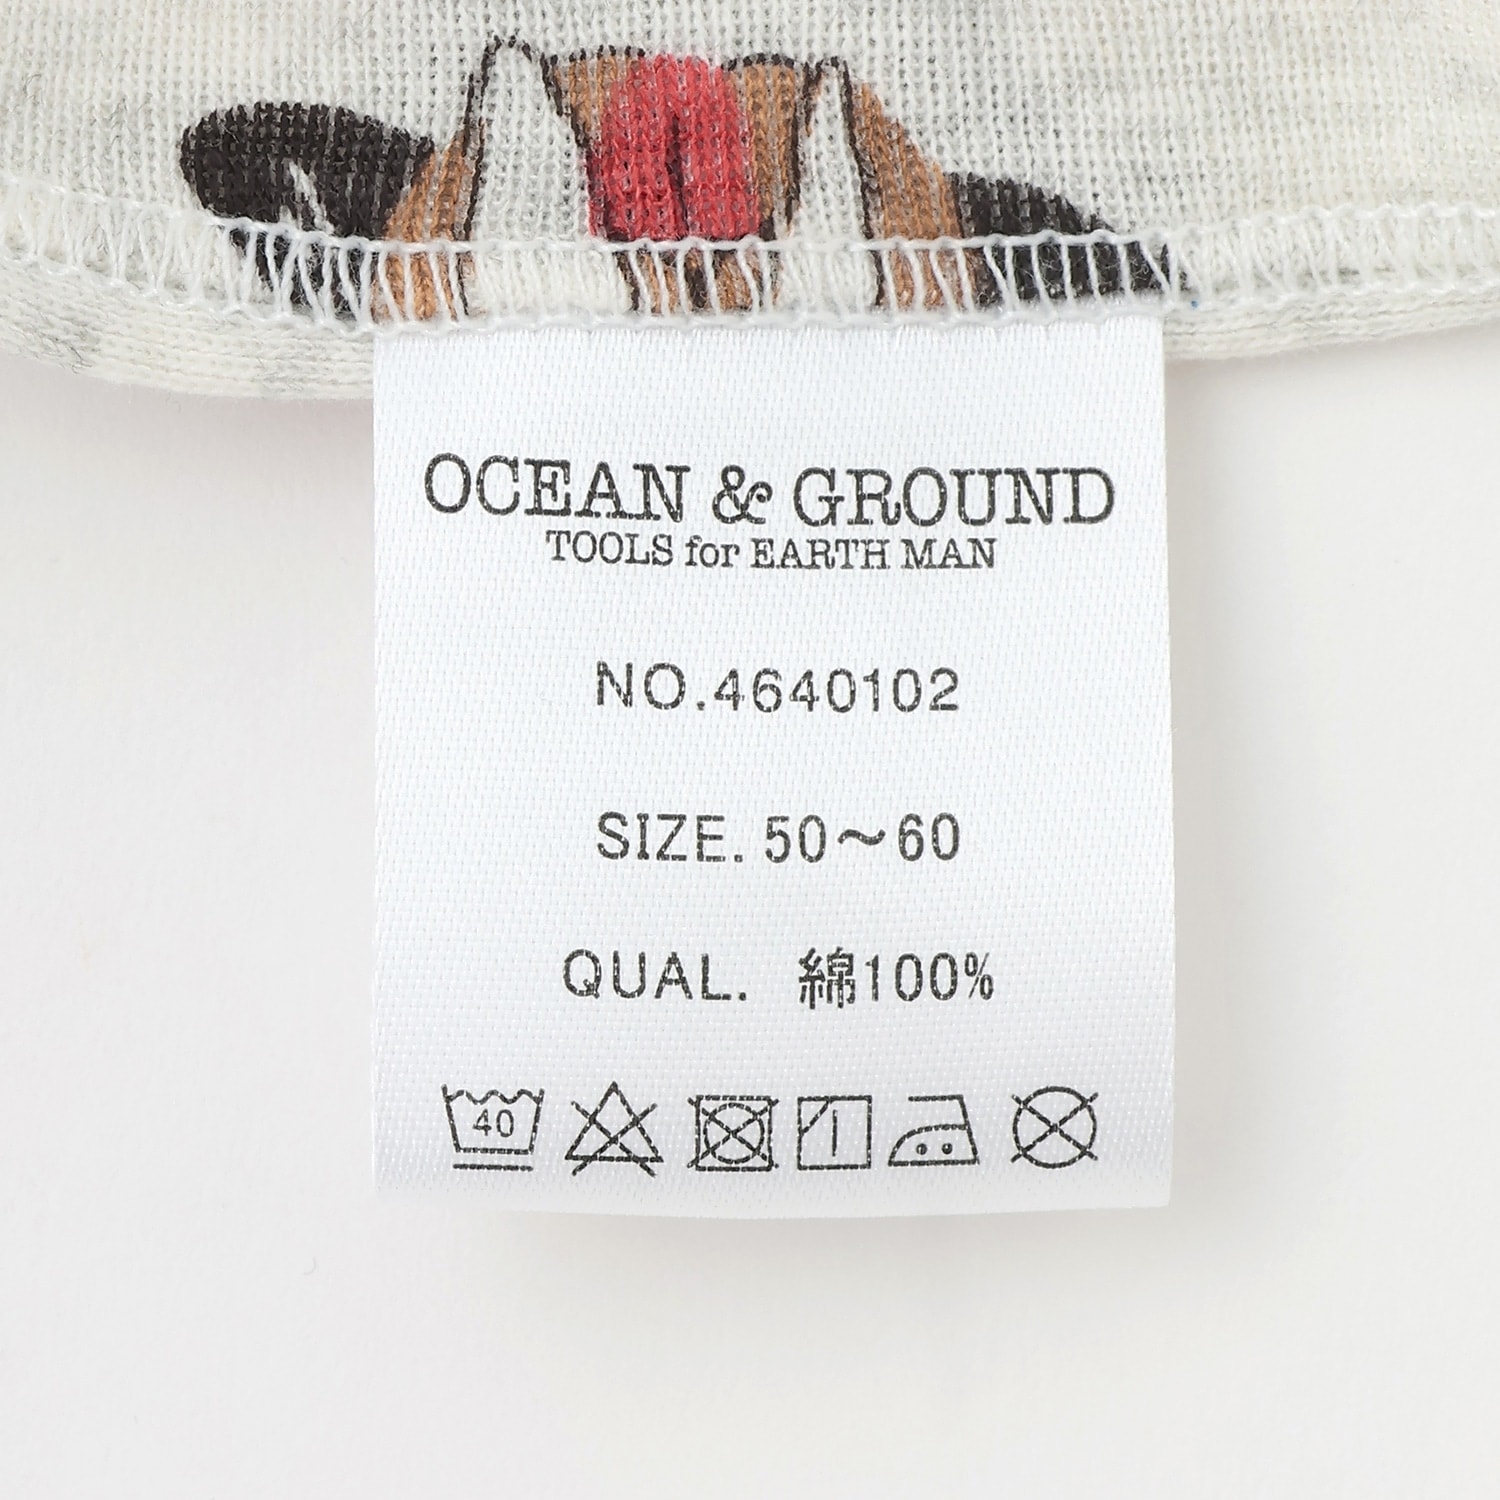 OCEAN & GROUND
TOOLS for EARTH MAN
NO.4640102
SIZE. 50〜60
QUAL. 綿100%
40